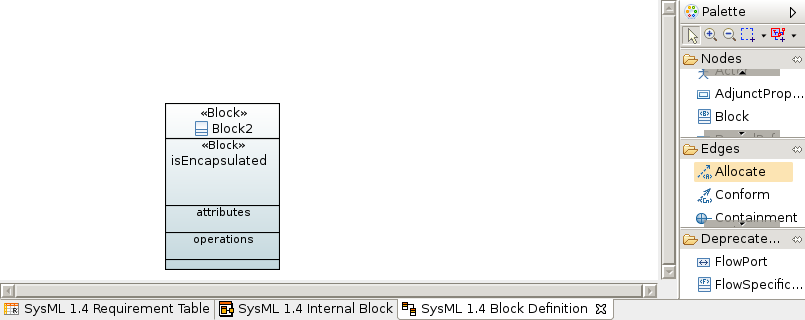 Palette
Nodes
AdjunctProp...
Block
Edges
Allocate
Conform
Containment
Deprecate...
FlowPort
FlowSpecific...
«Block»
Block2
«Block»
isEncapsulated
attributes
operations
SysML 1.4 Requirement Table
SysML 1.4 Internal Block
SysML 1.4 Block Definition